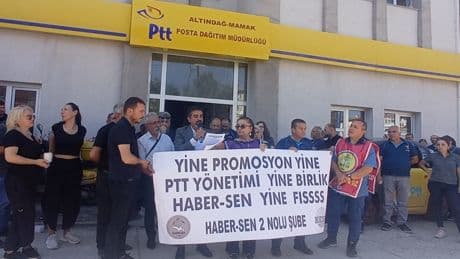 ALTINDAĞ-MAMAK
Ptt POSTA DAĞITIM MÜDÜRLÜĞÜ
YİNE PROMOSYON YİNE
PTT YÖNETİMİ YİNE BİRLİK
HABER-SEN YİNE FISSSS
HABER-SEN 2 NOLU ŞUBE
Ptt